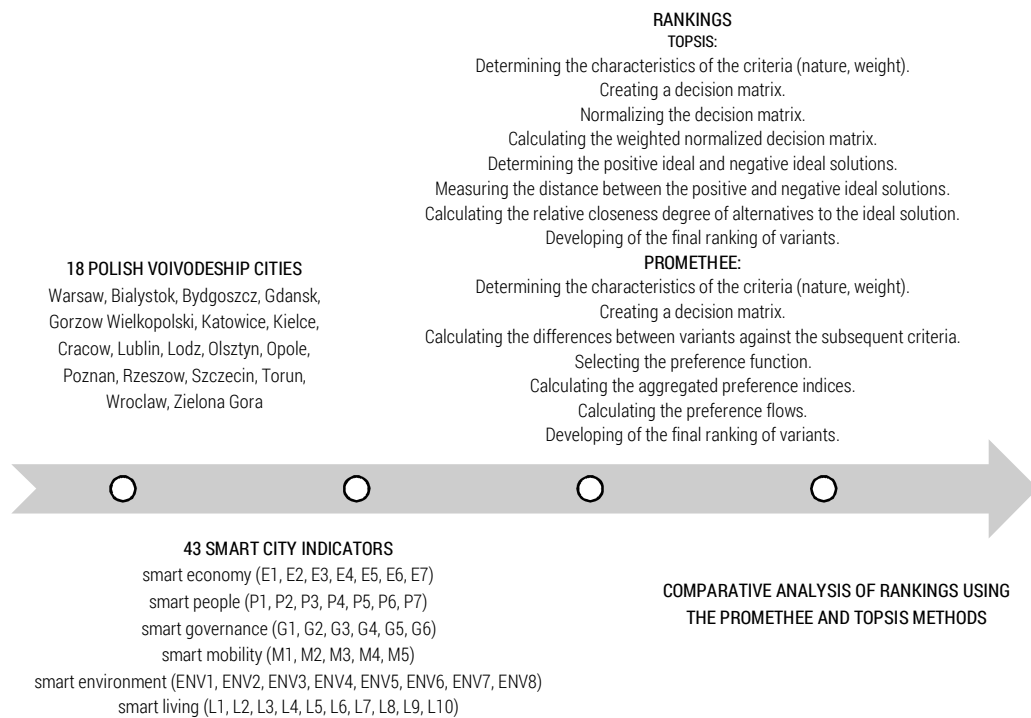 RANKINGS
TOPSIS:
Determining the characteristics of the criteria (nature, weight).
Creating a decision matrix.
Normalizing the decision matrix.
Calculating the weighted normalized decision matrix.
Determining the positive ideal and negative ideal solutions.
Measuring the distance between the positive and negative ideal solutions.
Calculating the relative closeness degree of alternatives to the ideal solution.
Developing of the final ranking of variants.
PROMETHEE:
Determining the characteristics of the criteria (nature, weight).
Creating a decision matrix.
Calculating the differences between variants against the subsequent criteria.
Selecting the preference function.
Calculating the aggregated preference indices.
Calculating the preference flows.
Developing of the final ranking of variants.
18 POLISH VOIVODESHIP CITIES
Warsaw, Bialystok, Bydgoszcz, Gdansk,
Gorzow Wielkopolski, Katowice, Kielce,
Cracow, Lublin, Lodz, Olsztyn, Opole,
Poznan, Rzeszow, Szczecin, Torun,
Wroclaw, Zielona Gora
43 SMART CITY INDICATORS
smart economy (E1, E2, E3, E4, E5, E6, E7)
smart people (P1, P2, P3, P4, P5, P6, P7)
smart governance (G1, G2, G3, G4, G5, G6)
smart mobility (M1, M2, M3, M4, M5)
smart environment (ENV1, ENV2, ENV3, ENV4, ENV5, ENV6, ENV7, ENV8)
smart living (L1, L2, L3, L4, L5, L6, L7, L8, L9, L10)
COMPARATIVE ANALYSIS OF RANKINGS USING
THE PROMETHEE AND TOPSIS METHODS